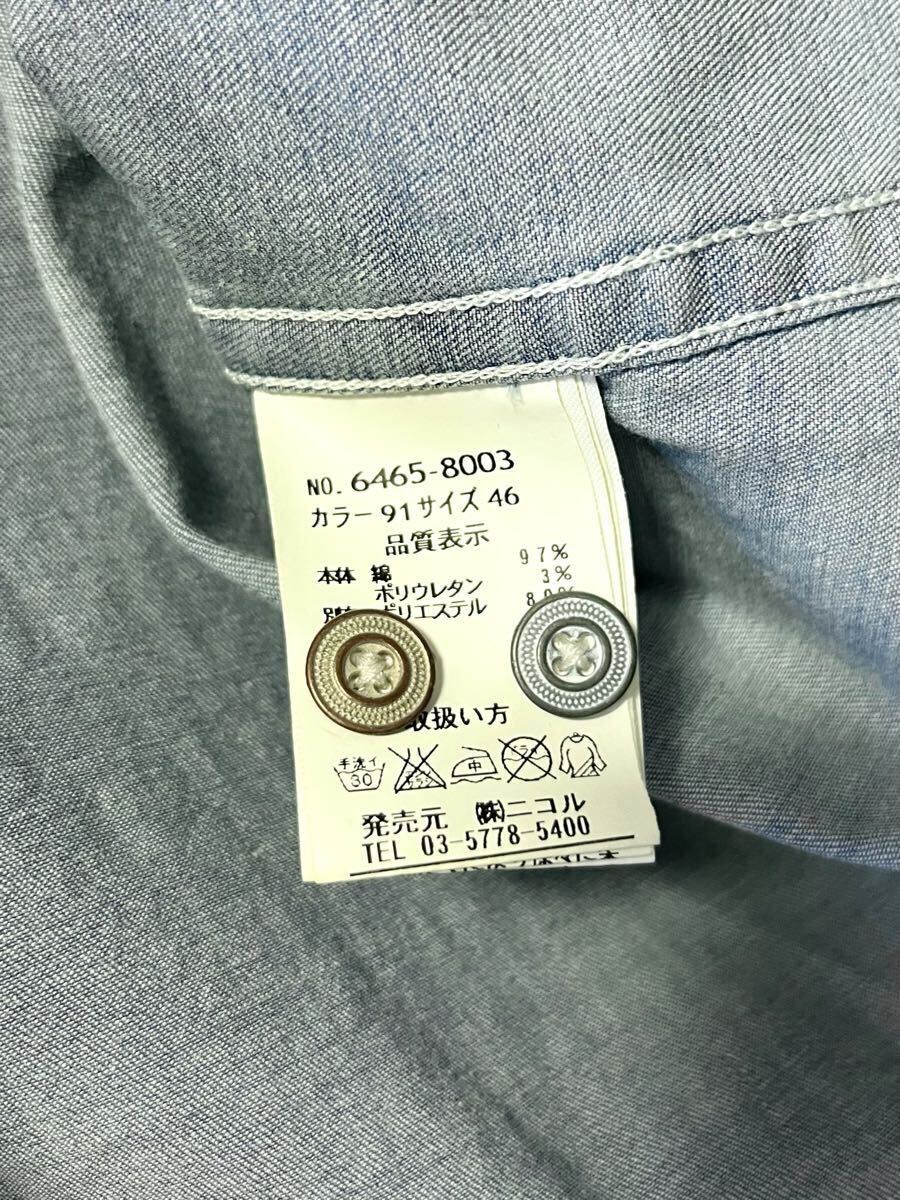 NO. 6465-8003
カラー 91 サイズ 46
品質表示
本体 綿 97%
ポリウレタン 3%
ポリエステル
取扱い方
手洗イ 30 中
発売元 ㈱ニコル
TEL 03-5778-5400